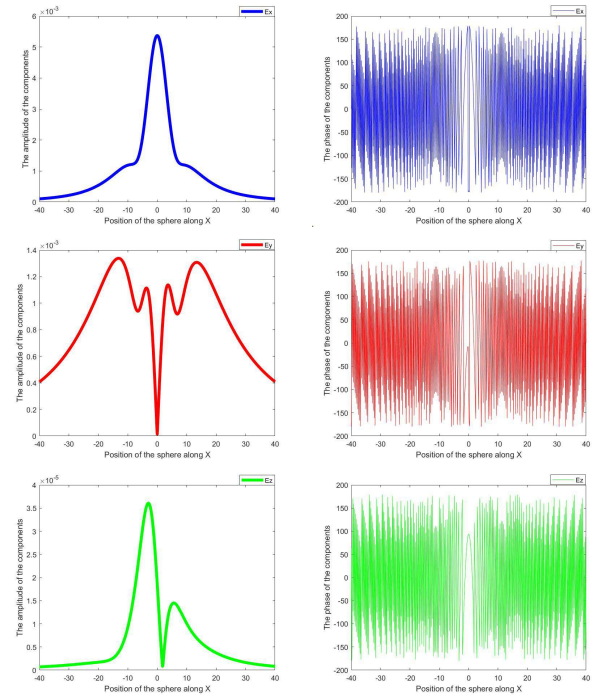 ×10⁻³
Ex
The amplitude of the components
6
5
4
3
2
1
0
-40 -30 -20 -10 0 10 20 30 40
Position of the sphere along X
Ex
The phase of the components
200
150
100
50
0
-50
-100
-150
-200
-40 -30 -20 -10 0 10 20 30 40
Position of the sphere along X
×10⁻³
Ey
The amplitude of the components
1.4
1.2
1
0.8
0.6
0.4
0.2
0
-40 -30 -20 -10 0 10 20 30 40
Position of the sphere along X
Ey
The phase of the components
200
150
100
50
0
-50
-100
-150
-200
-40 -30 -20 -10 0 10 20 30 40
Position of the sphere along X
×10⁻⁵
Ez
The amplitude of the components
4
3.5
3
2.5
2
1.5
1
0.5
0
-40 -30 -20 -10 0 10 20 30 40
Position of the sphere along X
Ez
The phase of the components
200
150
100
50
0
-50
-100
-150
-200
-40 -30 -20 -10 0 10 20 30 40
Position of the sphere along X